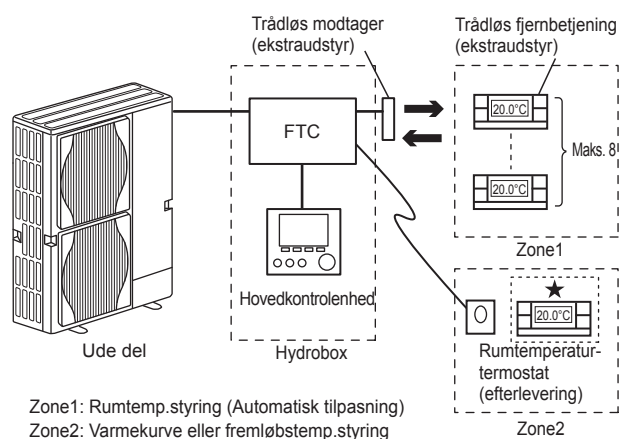 Trådløs modtager
(ekstraudstyr)
Trådløs fjernbetjening
(ekstraudstyr)
FTC
20.0°C
Maks. 8
20.0°C
Zone1
Hovedkontrolenhed
★
20.0°C
Ude del
Hydrobox
Rumtemperatur-
termostat
(efterlevering)
Zone2
Zone1: Rumtemp.styring (Automatisk tilpasning)
Zone2: Varmekurve eller fremløbstemp.styring